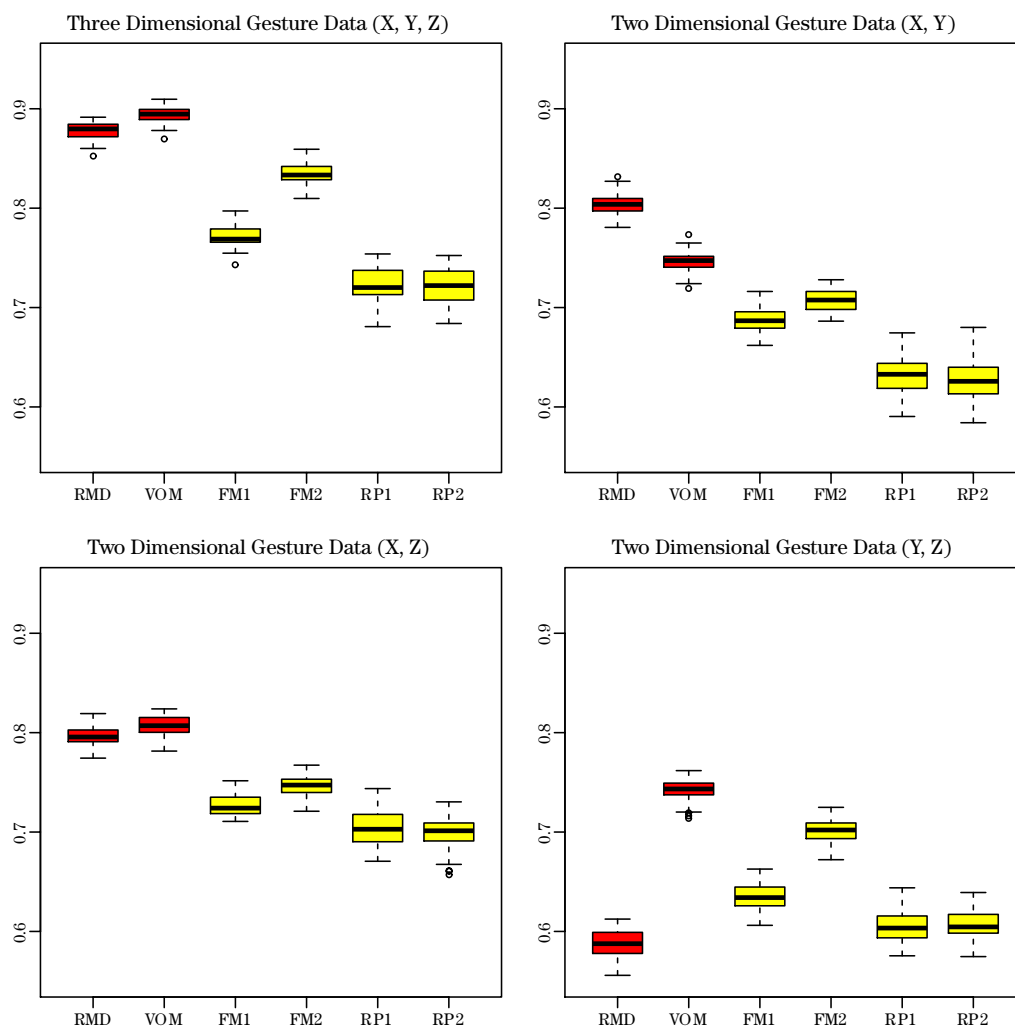 Three Dimensional Gesture Data (X, Y, Z)
0.9
0.8
0.7
0.6
RMD VOM FM1 FM2 RP1 RP2
Two Dimensional Gesture Data (X, Y)
0.9
0.8
0.7
0.6
RMD VOM FM1 FM2 RP1 RP2
Two Dimensional Gesture Data (X, Z)
0.9
0.8
0.7
0.6
RMD VOM FM1 FM2 RP1 RP2
Two Dimensional Gesture Data (Y, Z)
0.9
0.8
0.7
0.6
RMD VOM FM1 FM2 RP1 RP2